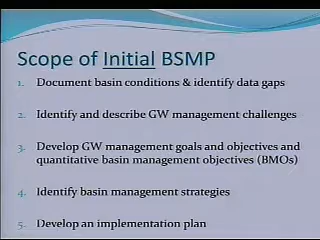 Scope of Initial BSMP
1. Document basin conditions & identify data gaps
2. Identify and describe GW management challenges
3. Develop GW management goals and objectives and
quantitative basin management objectives (BMOs)
4. Identify basin management strategies
5. Develop an implementation plan